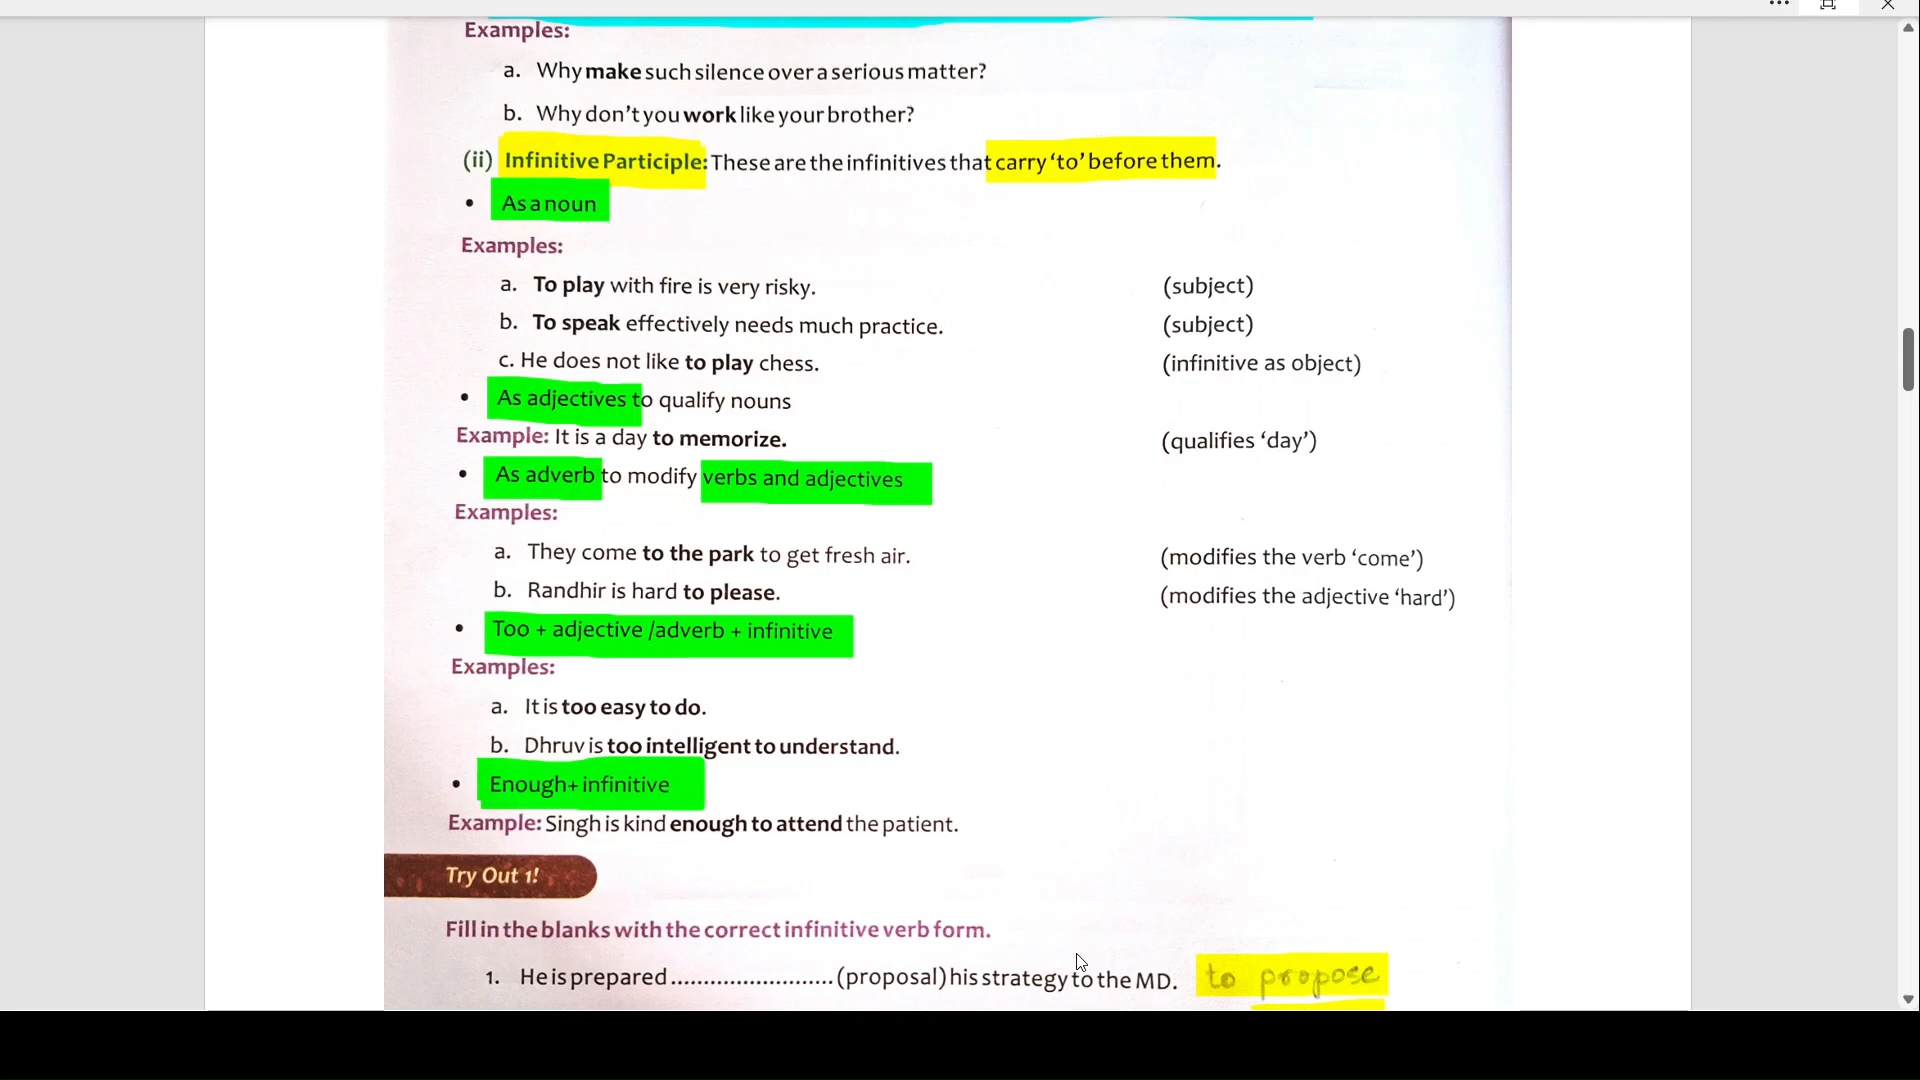 Examples:
a. Why make such silence over a serious matter?
b. Why don't you work like your brother?
(ii) Infinitive Participle: These are the infinitives that carry 'to' before them.
• As a noun
Examples:
a. To play with fire is very risky. (subject)
b. To speak effectively needs much practice. (subject)
c. He does not like to play chess. (infinitive as object)
• As adjectives to qualify nouns
Example: It is a day to memorize. (qualifies 'day')
• As adverb to modify verbs and adjectives
Examples:
a. They come to the park to get fresh air. (modifies the verb 'come')
b. Randhir is hard to please. (modifies the adjective 'hard')
• Too + adjective /adverb + infinitive
Examples:
a. It is too easy to do.
b. Dhruv is too intelligent to understand.
• Enough+ infinitive
Example: Singh is kind enough to attend the patient.
Try Out 1!
Fill in the blanks with the correct infinitive verb form.
1. He is prepared ........................ (proposal) his strategy to the MD. to propose